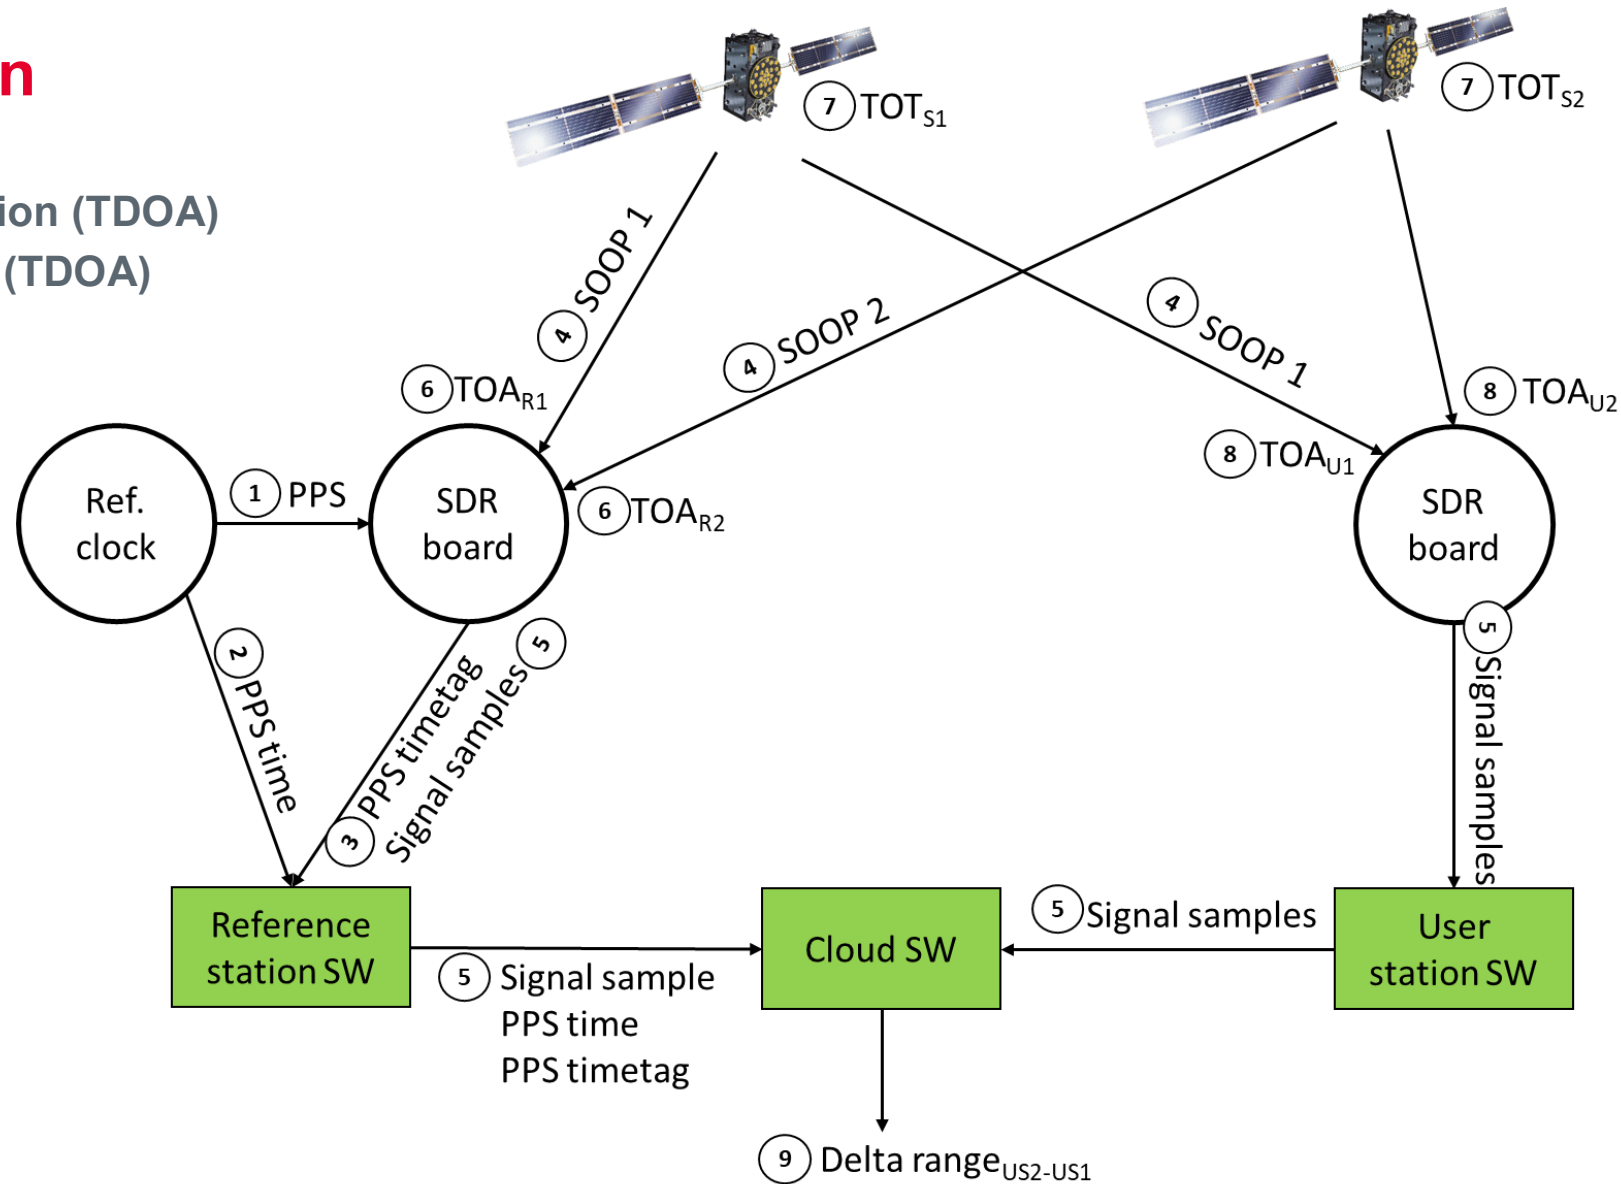 n
ion (TDOA)
(TDOA)
7 TOTS1
7 TOTS2
4 SOOP 1
4 SOOP 2
4 SOOP 1
6 TOAR1
8 TOAU2
8 TOAU1
Ref.
clock
1 PPS
SDR
board
6 TOAR2
SDR
board
2 PPS time
3 PPS timetag
Signal samples 5
5 Signal samples
Reference
station SW
5 Signal sample
PPS time
PPS timetag
Cloud SW
5 Signal samples
User
station SW
9 Delta rangeUS2-US1